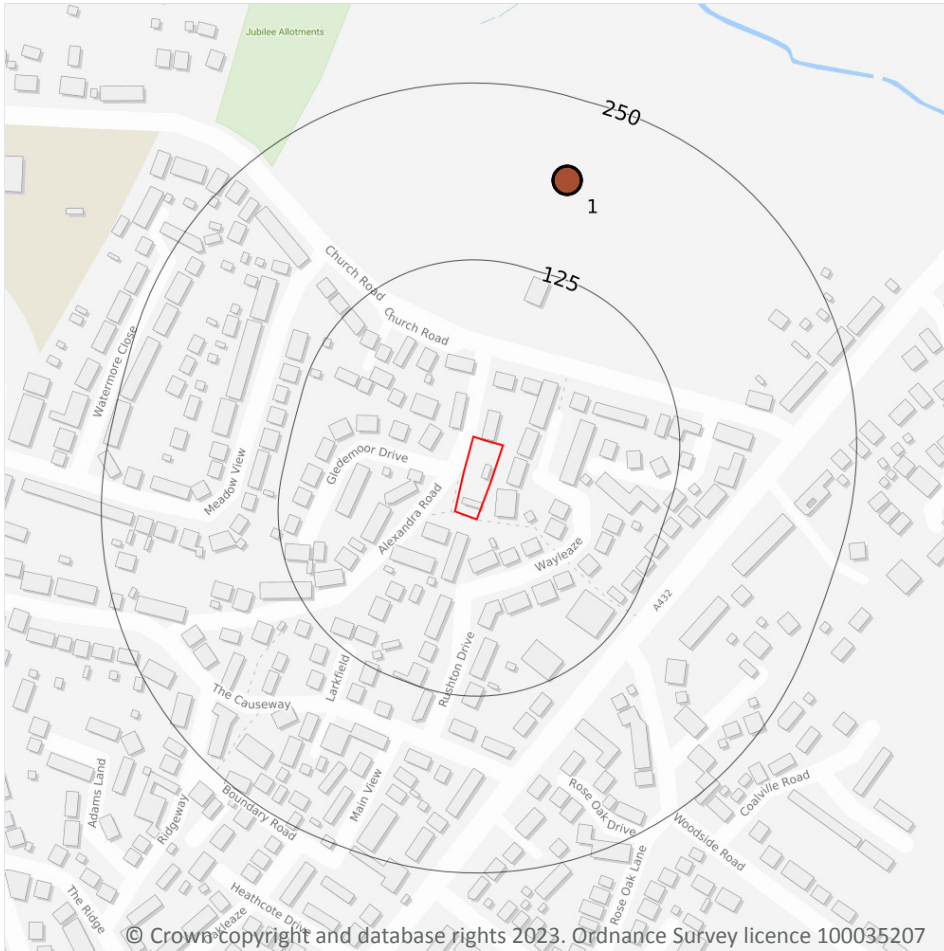 Jubilee Allotments
250
1
125
Church Road
Church Road
Watermore Close
Gledemoor Drive
Meadow View
Alexandra Road
Wayleaze
A432
Rushton Drive
Larkfield
The Causeway
Adams Land
Ridgeway
Boundary Road
Main View
Rose Oak Drive
Coalville Road
Woodside Road
Rose Oak Lane
The Ridge
Heathcote Drive
© Crown copyright and database rights 2023. Ordnance Survey licence 100035207